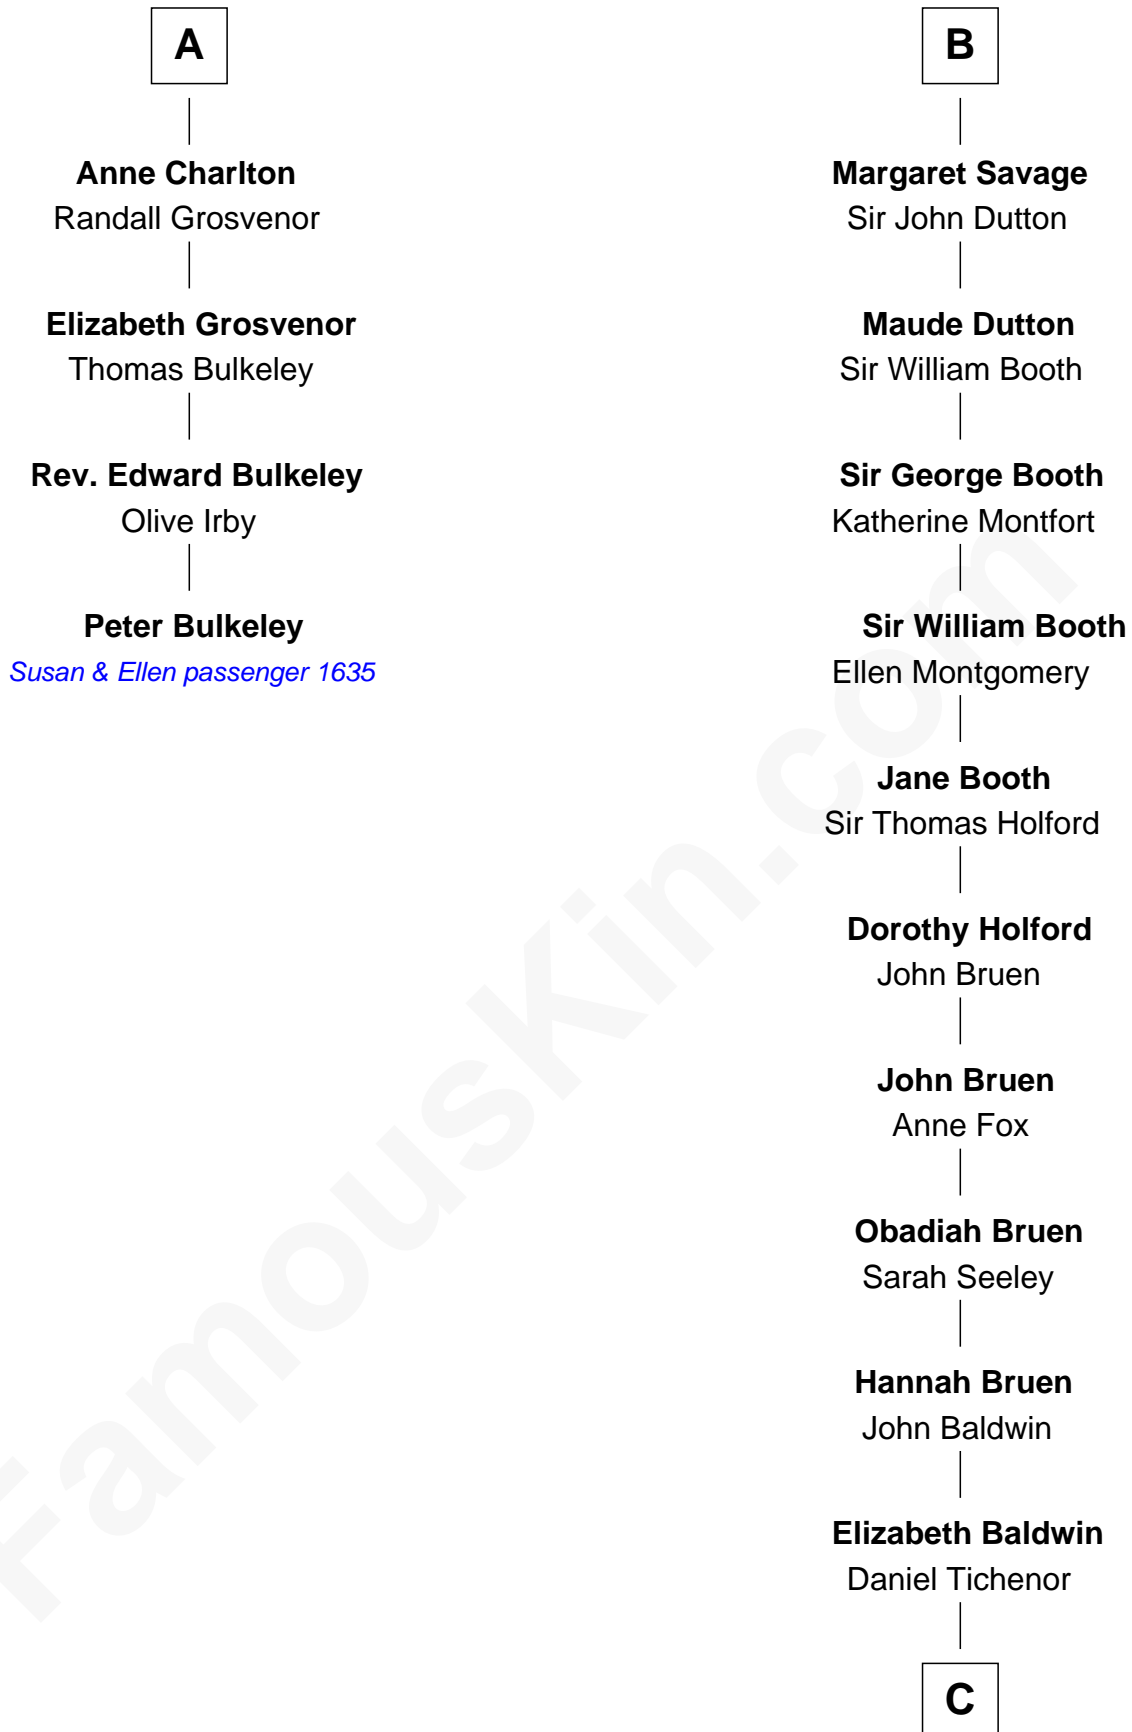 A
Anne Charlton
Randall Grosvenor
Elizabeth Grosvenor
Thomas Bulkeley
Rev. Edward Bulkeley
Olive Irby
Peter Bulkeley
Susan & Ellen passenger 1635
B
Margaret Savage
Sir John Dutton
Maude Dutton
Sir William Booth
Sir George Booth
Katherine Montfort
Sir William Booth
Ellen Montgomery
Jane Booth
Sir Thomas Holford
Dorothy Holford
John Bruen
John Bruen
Anne Fox
Obadiah Bruen
Sarah Seeley
Hannah Bruen
John Baldwin
Elizabeth Baldwin
Daniel Tichenor
C
FamousKin.com